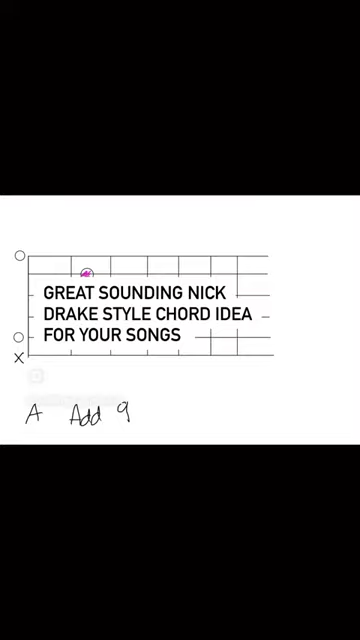 GREAT SOUNDING NICK
DRAKE STYLE CHORD IDEA
FOR YOUR SONGS
X
A Add 9